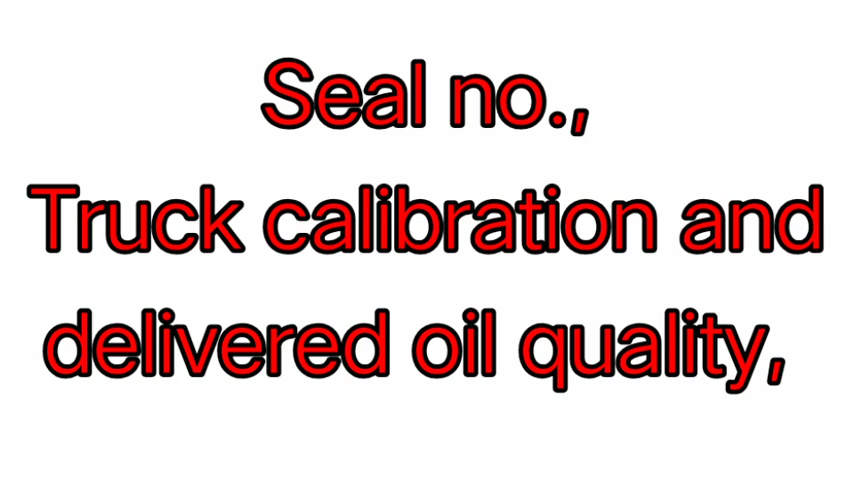 Seal no.,
Truck calibration and
delivered oil quality,